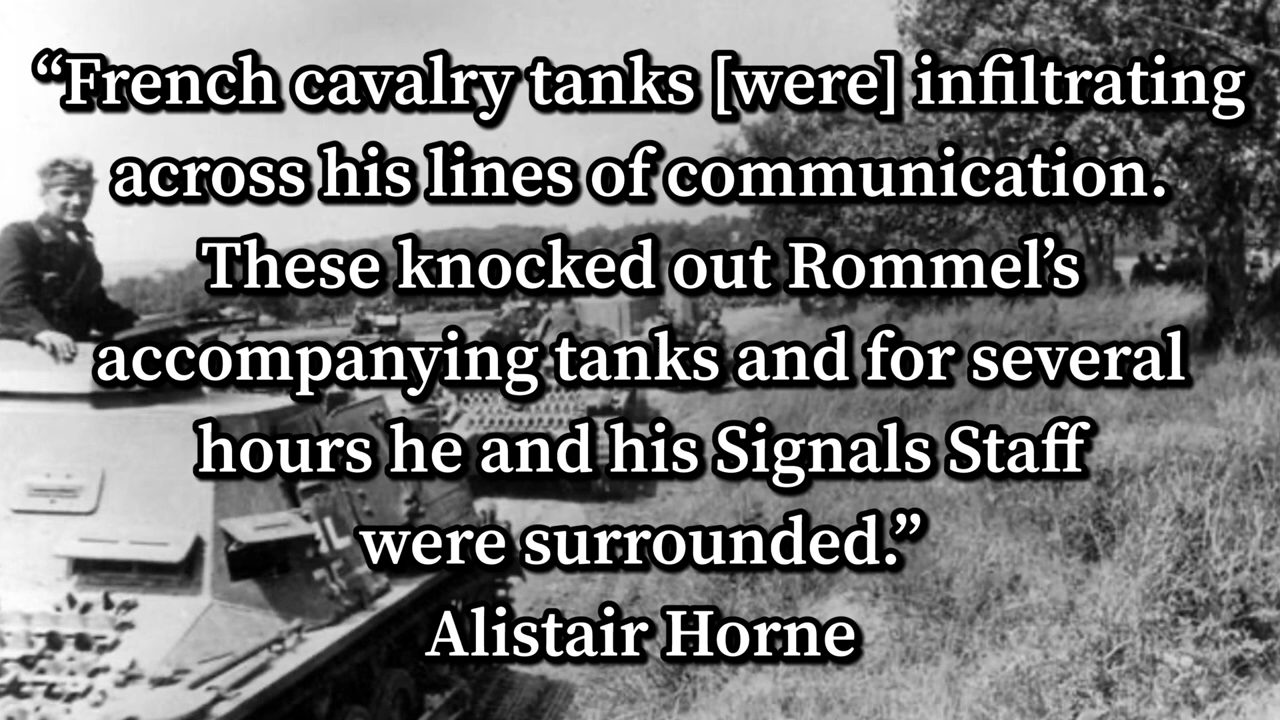 “French cavalry tanks [were] infiltrating
across his lines of communication.
These knocked out Rommel’s
accompanying tanks and for several
hours he and his Signals Staff
were surrounded.”
Alistair Horne